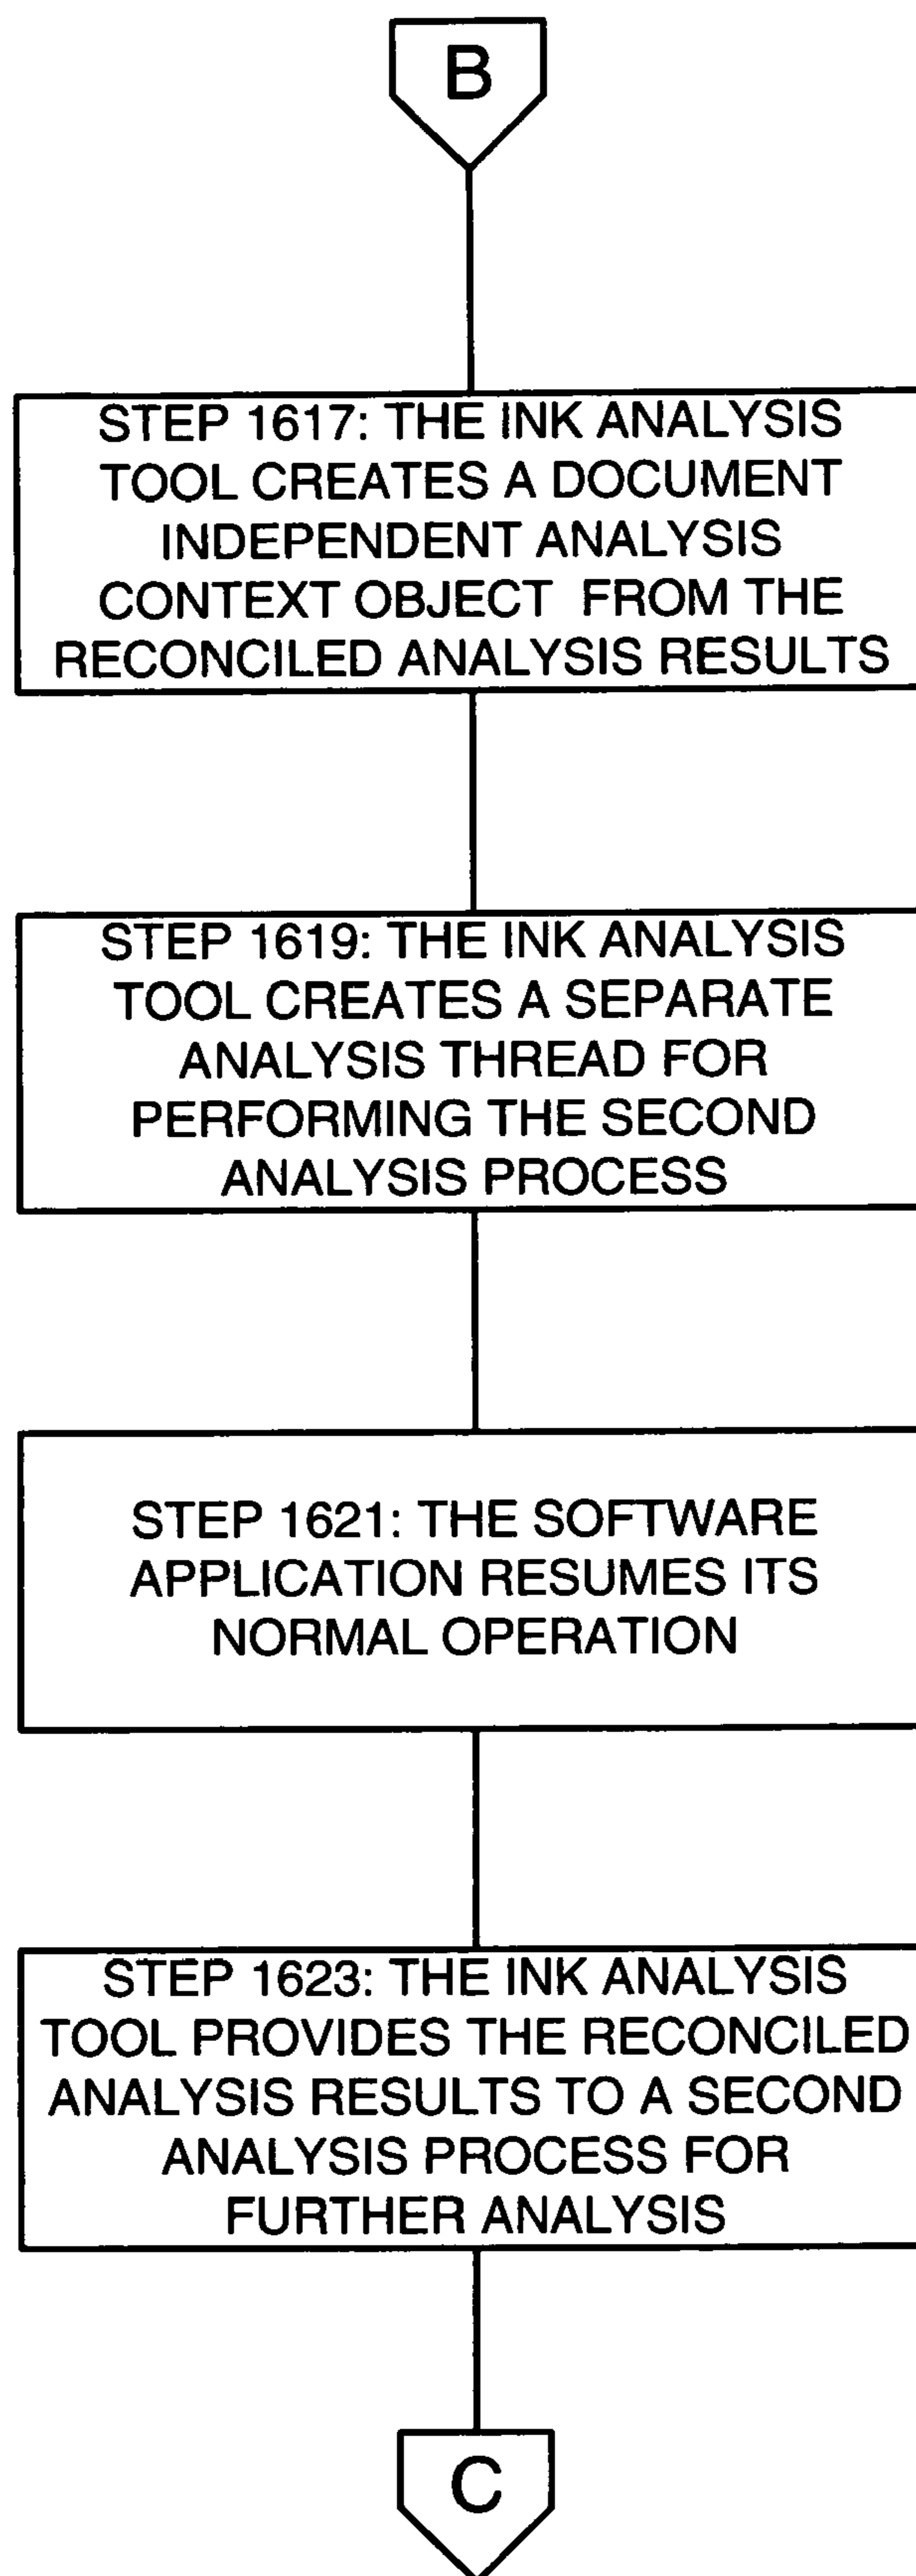 B
STEP 1617: THE INK ANALYSIS
TOOL CREATES A DOCUMENT
INDEPENDENT ANALYSIS
CONTEXT OBJECT FROM THE
RECONCILED ANALYSIS RESULTS
STEP 1619: THE INK ANALYSIS
TOOL CREATES A SEPARATE
ANALYSIS THREAD FOR
PERFORMING THE SECOND
ANALYSIS PROCESS
STEP 1621: THE SOFTWARE
APPLICATION RESUMES ITS
NORMAL OPERATION
STEP 1623: THE INK ANALYSIS
TOOL PROVIDES THE RECONCILED
ANALYSIS RESULTS TO A SECOND
ANALYSIS PROCESS FOR
FURTHER ANALYSIS
C